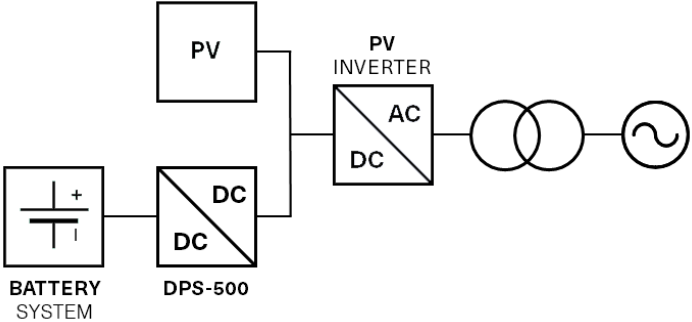 PV
PV
INVERTER
AC
DC
DC
DC
+
BATTERY
SYSTEM
DPS-500